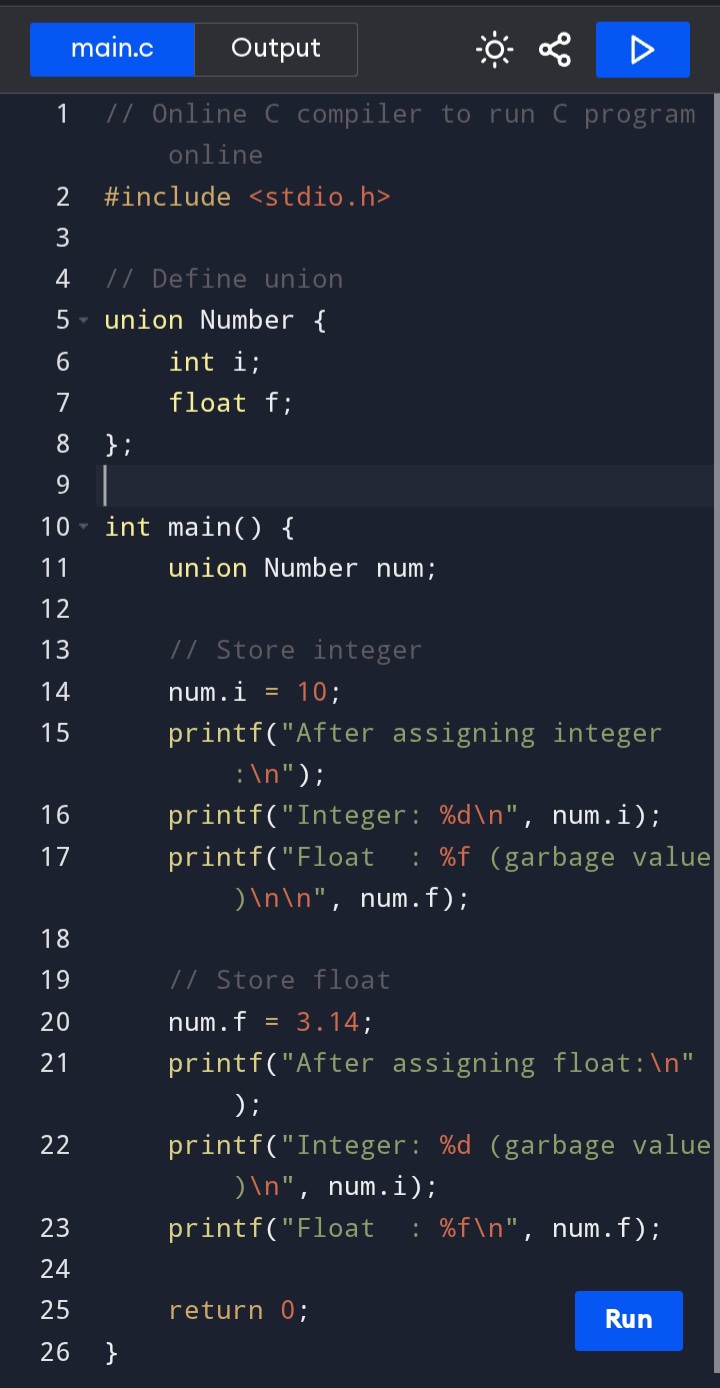 main.c Output
1 // Online C compiler to run C program
online
2 #include <stdio.h>
3
4 // Define union
5 union Number {
6     int i;
7     float f;
8 };
9
10 int main() {
11     union Number num;
12
13     // Store integer
14     num.i = 10;
15     printf("After assigning integer
:\n");
16     printf("Integer: %d\n", num.i);
17     printf("Float  : %f (garbage value
)\n\n", num.f);
18
19     // Store float
20     num.f = 3.14;
21     printf("After assigning float:\n"
);
22     printf("Integer: %d (garbage value
)\n", num.i);
23     printf("Float  : %f\n", num.f);
24
25     return 0;
Run
26 }